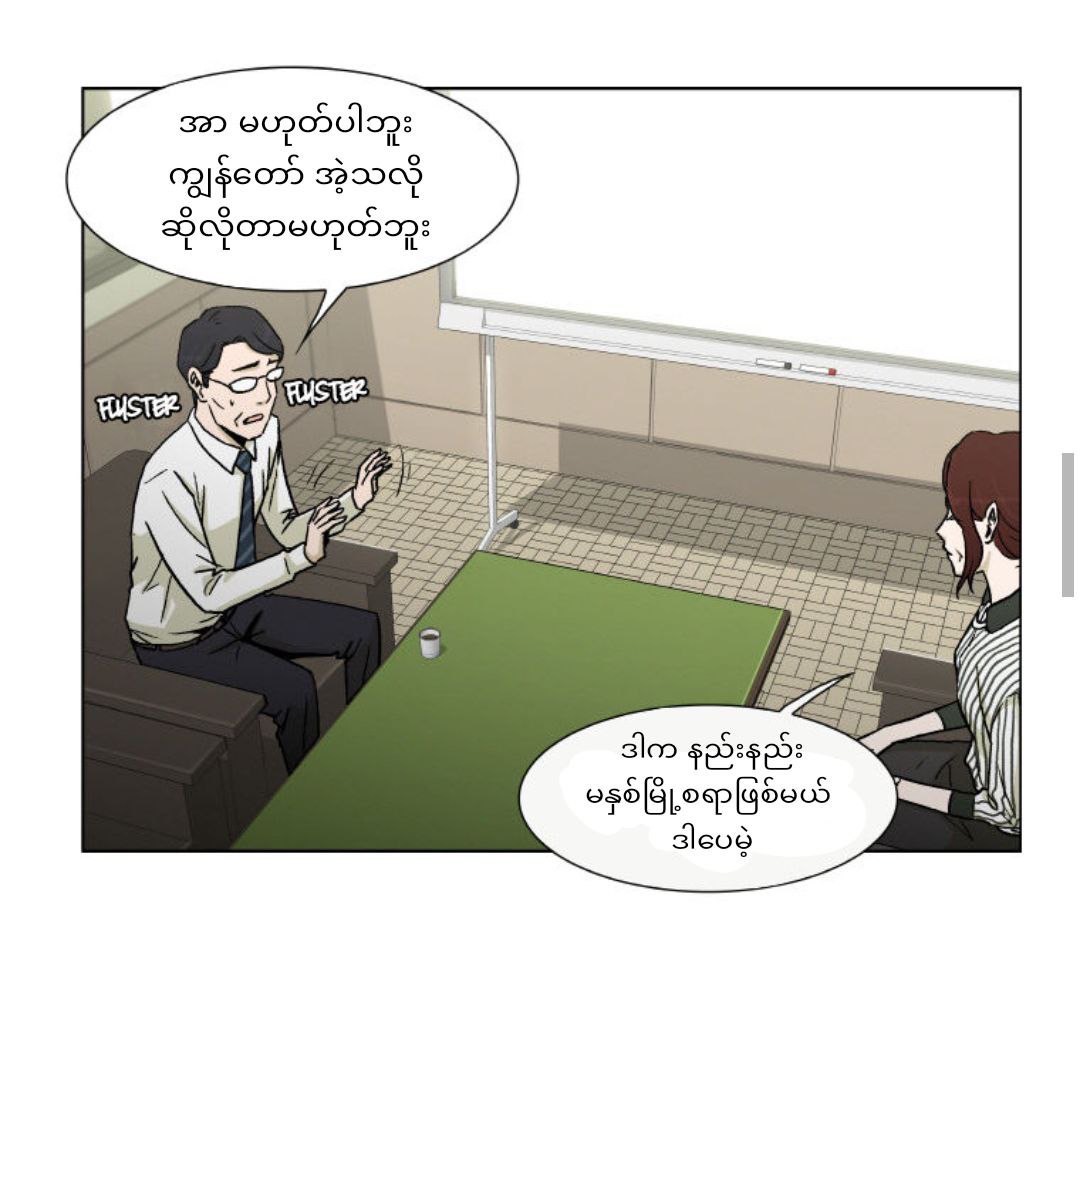 အာ မဟုတ်ပါဘူး
ကျွန်တော် အဲ့သလို
ဆိုလိုတာမဟုတ်ဘူး
FLUSTER
FLUSTER
ဒါက နည်းနည်း
မနှစ်မြို့စရာဖြစ်မယ်
ဒါပေမဲ့